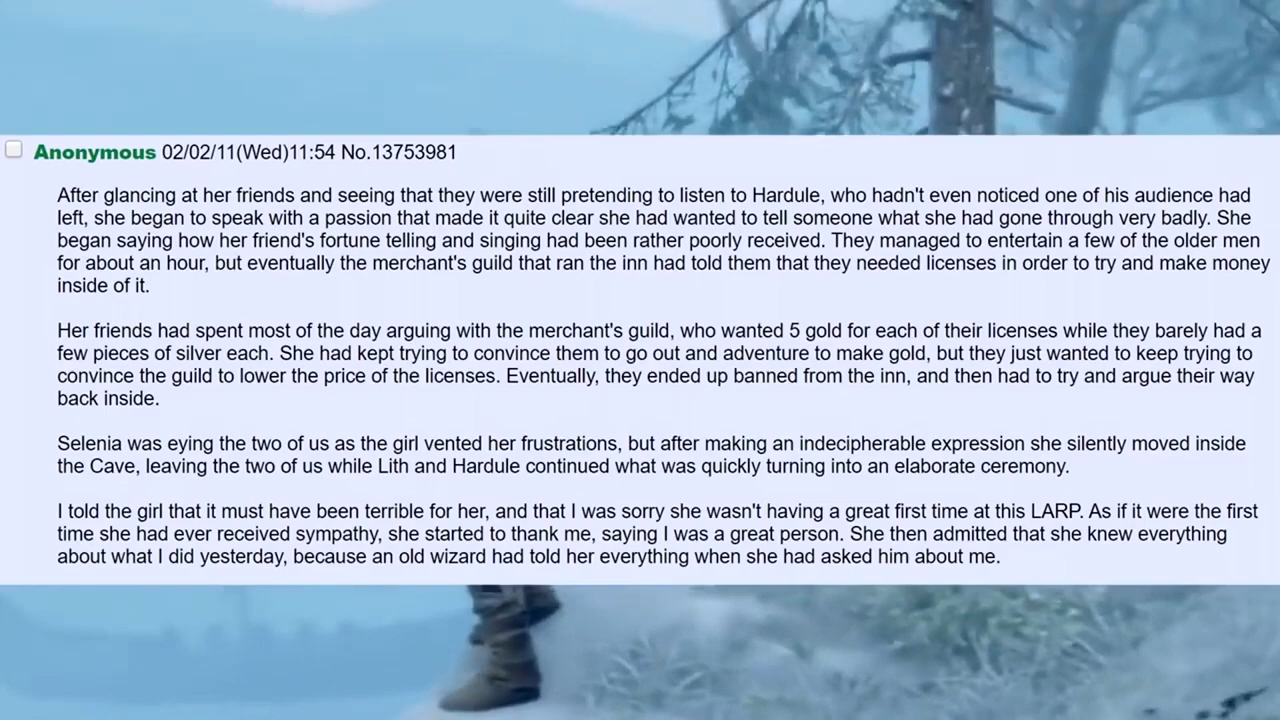 Anonymous 02/02/11(Wed)11:54 No.13753981
After glancing at her friends and seeing that they were still pretending to listen to Hardule, who hadn't even noticed one of his audience had
left, she began to speak with a passion that made it quite clear she had wanted to tell someone what she had gone through very badly. She
began saying how her friend's fortune telling and singing had been rather poorly received. They managed to entertain a few of the older men
for about an hour, but eventually the merchant's guild that ran the inn had told them that they needed licenses in order to try and make money
inside of it.
Her friends had spent most of the day arguing with the merchant's guild, who wanted 5 gold for each of their licenses while they barely had a
few pieces of silver each. She had kept trying to convince them to go out and adventure to make gold, but they just wanted to keep trying to
convince the guild to lower the price of the licenses. Eventually, they ended up banned from the inn, and then had to try and argue their way
back inside.
Selenia was eying the two of us as the girl vented her frustrations, but after making an indecipherable expression she silently moved inside
the Cave, leaving the two of us while Lith and Hardule continued what was quickly turning into an elaborate ceremony.
I told the girl that it must have been terrible for her, and that I was sorry she wasn't having a great first time at this LARP. As if it were the first
time she had ever received sympathy, she started to thank me, saying I was a great person. She then admitted that she knew everything
about what I did yesterday, because an old wizard had told her everything when she had asked him about me.